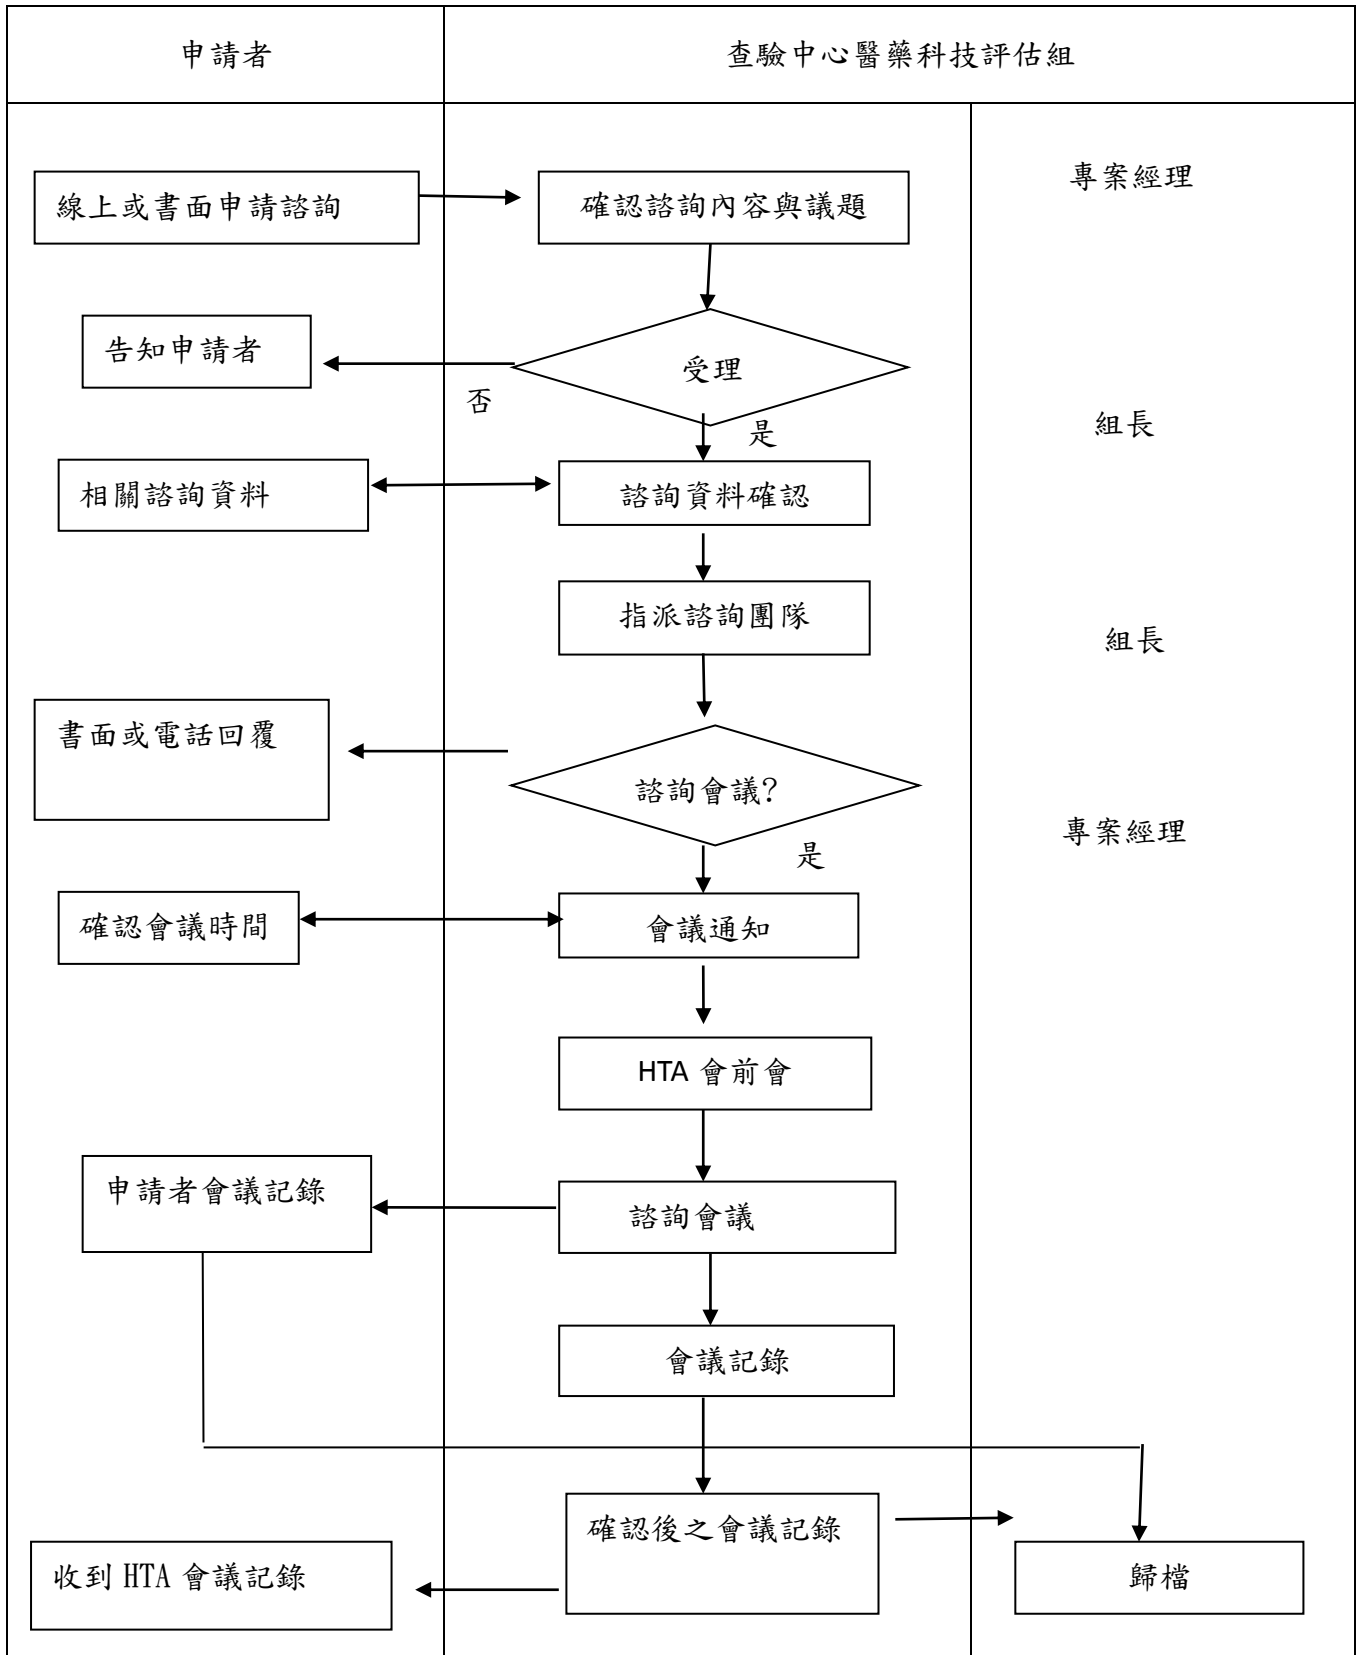 申請者
查驗中心醫藥科技評估組
專案經理
線上或書面申請諮詢
確認諮詢內容與議題
告知申請者
受理
否
組長
是
相關諮詢資料
諮詢資料確認
指派諮詢團隊
組長
書面或電話回覆
諮詢會議?
專案經理
是
確認會議時間
會議通知
HTA 會前會
申請者會議記錄
諮詢會議
會議記錄
確認後之會議記錄
收到 HTA 會議記錄
歸檔